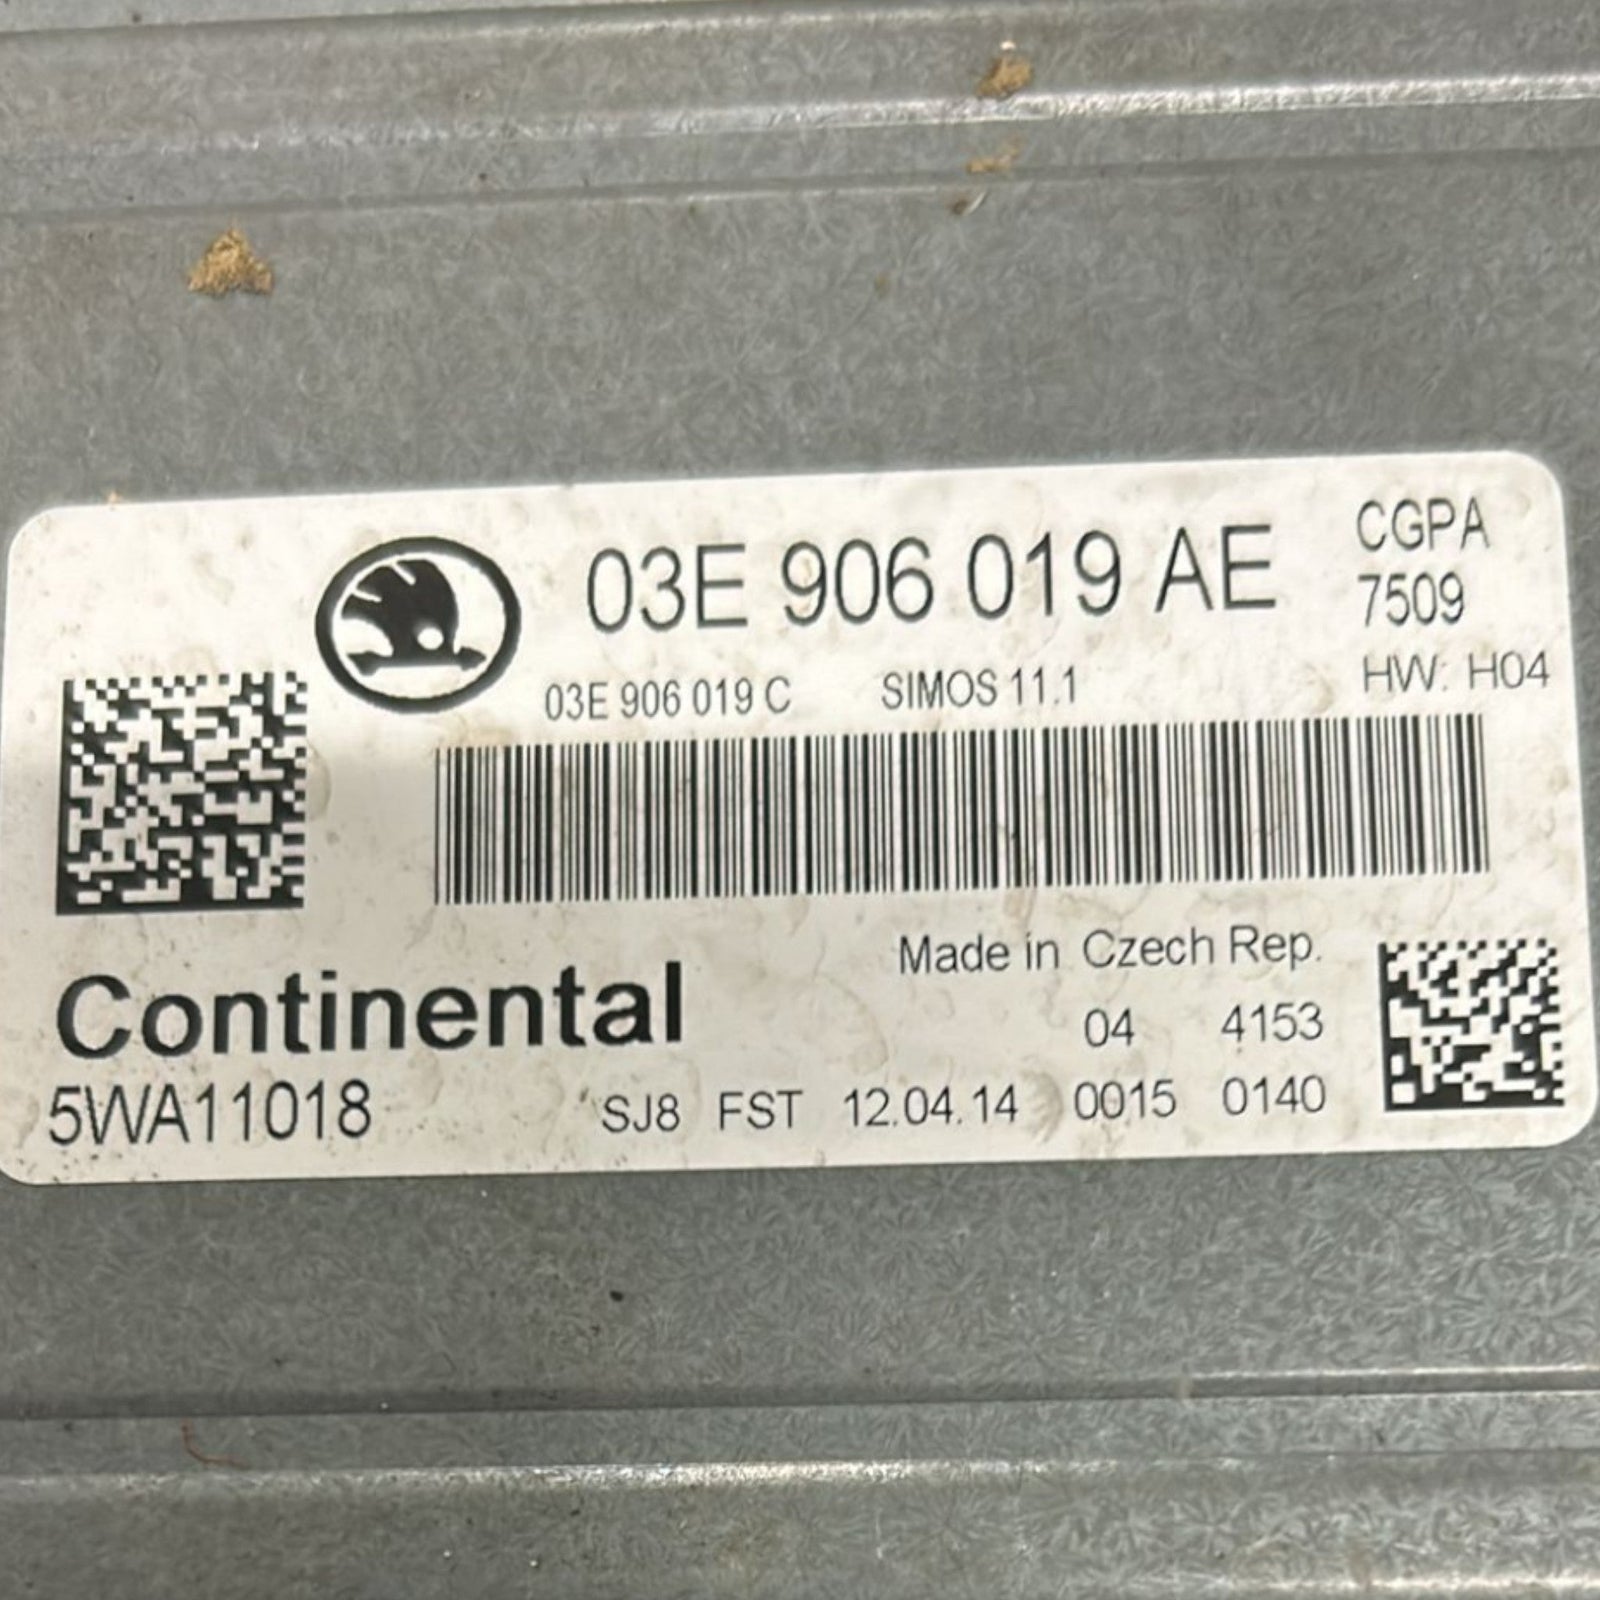 03E 906 019 AE
CGPA
7509
03E 906 019 C SIMOS 11.1
HW: H04
Made in Czech Rep.
Continental
04 4153
5WA11018
SJ8 FST 12.04.14 0015 0140